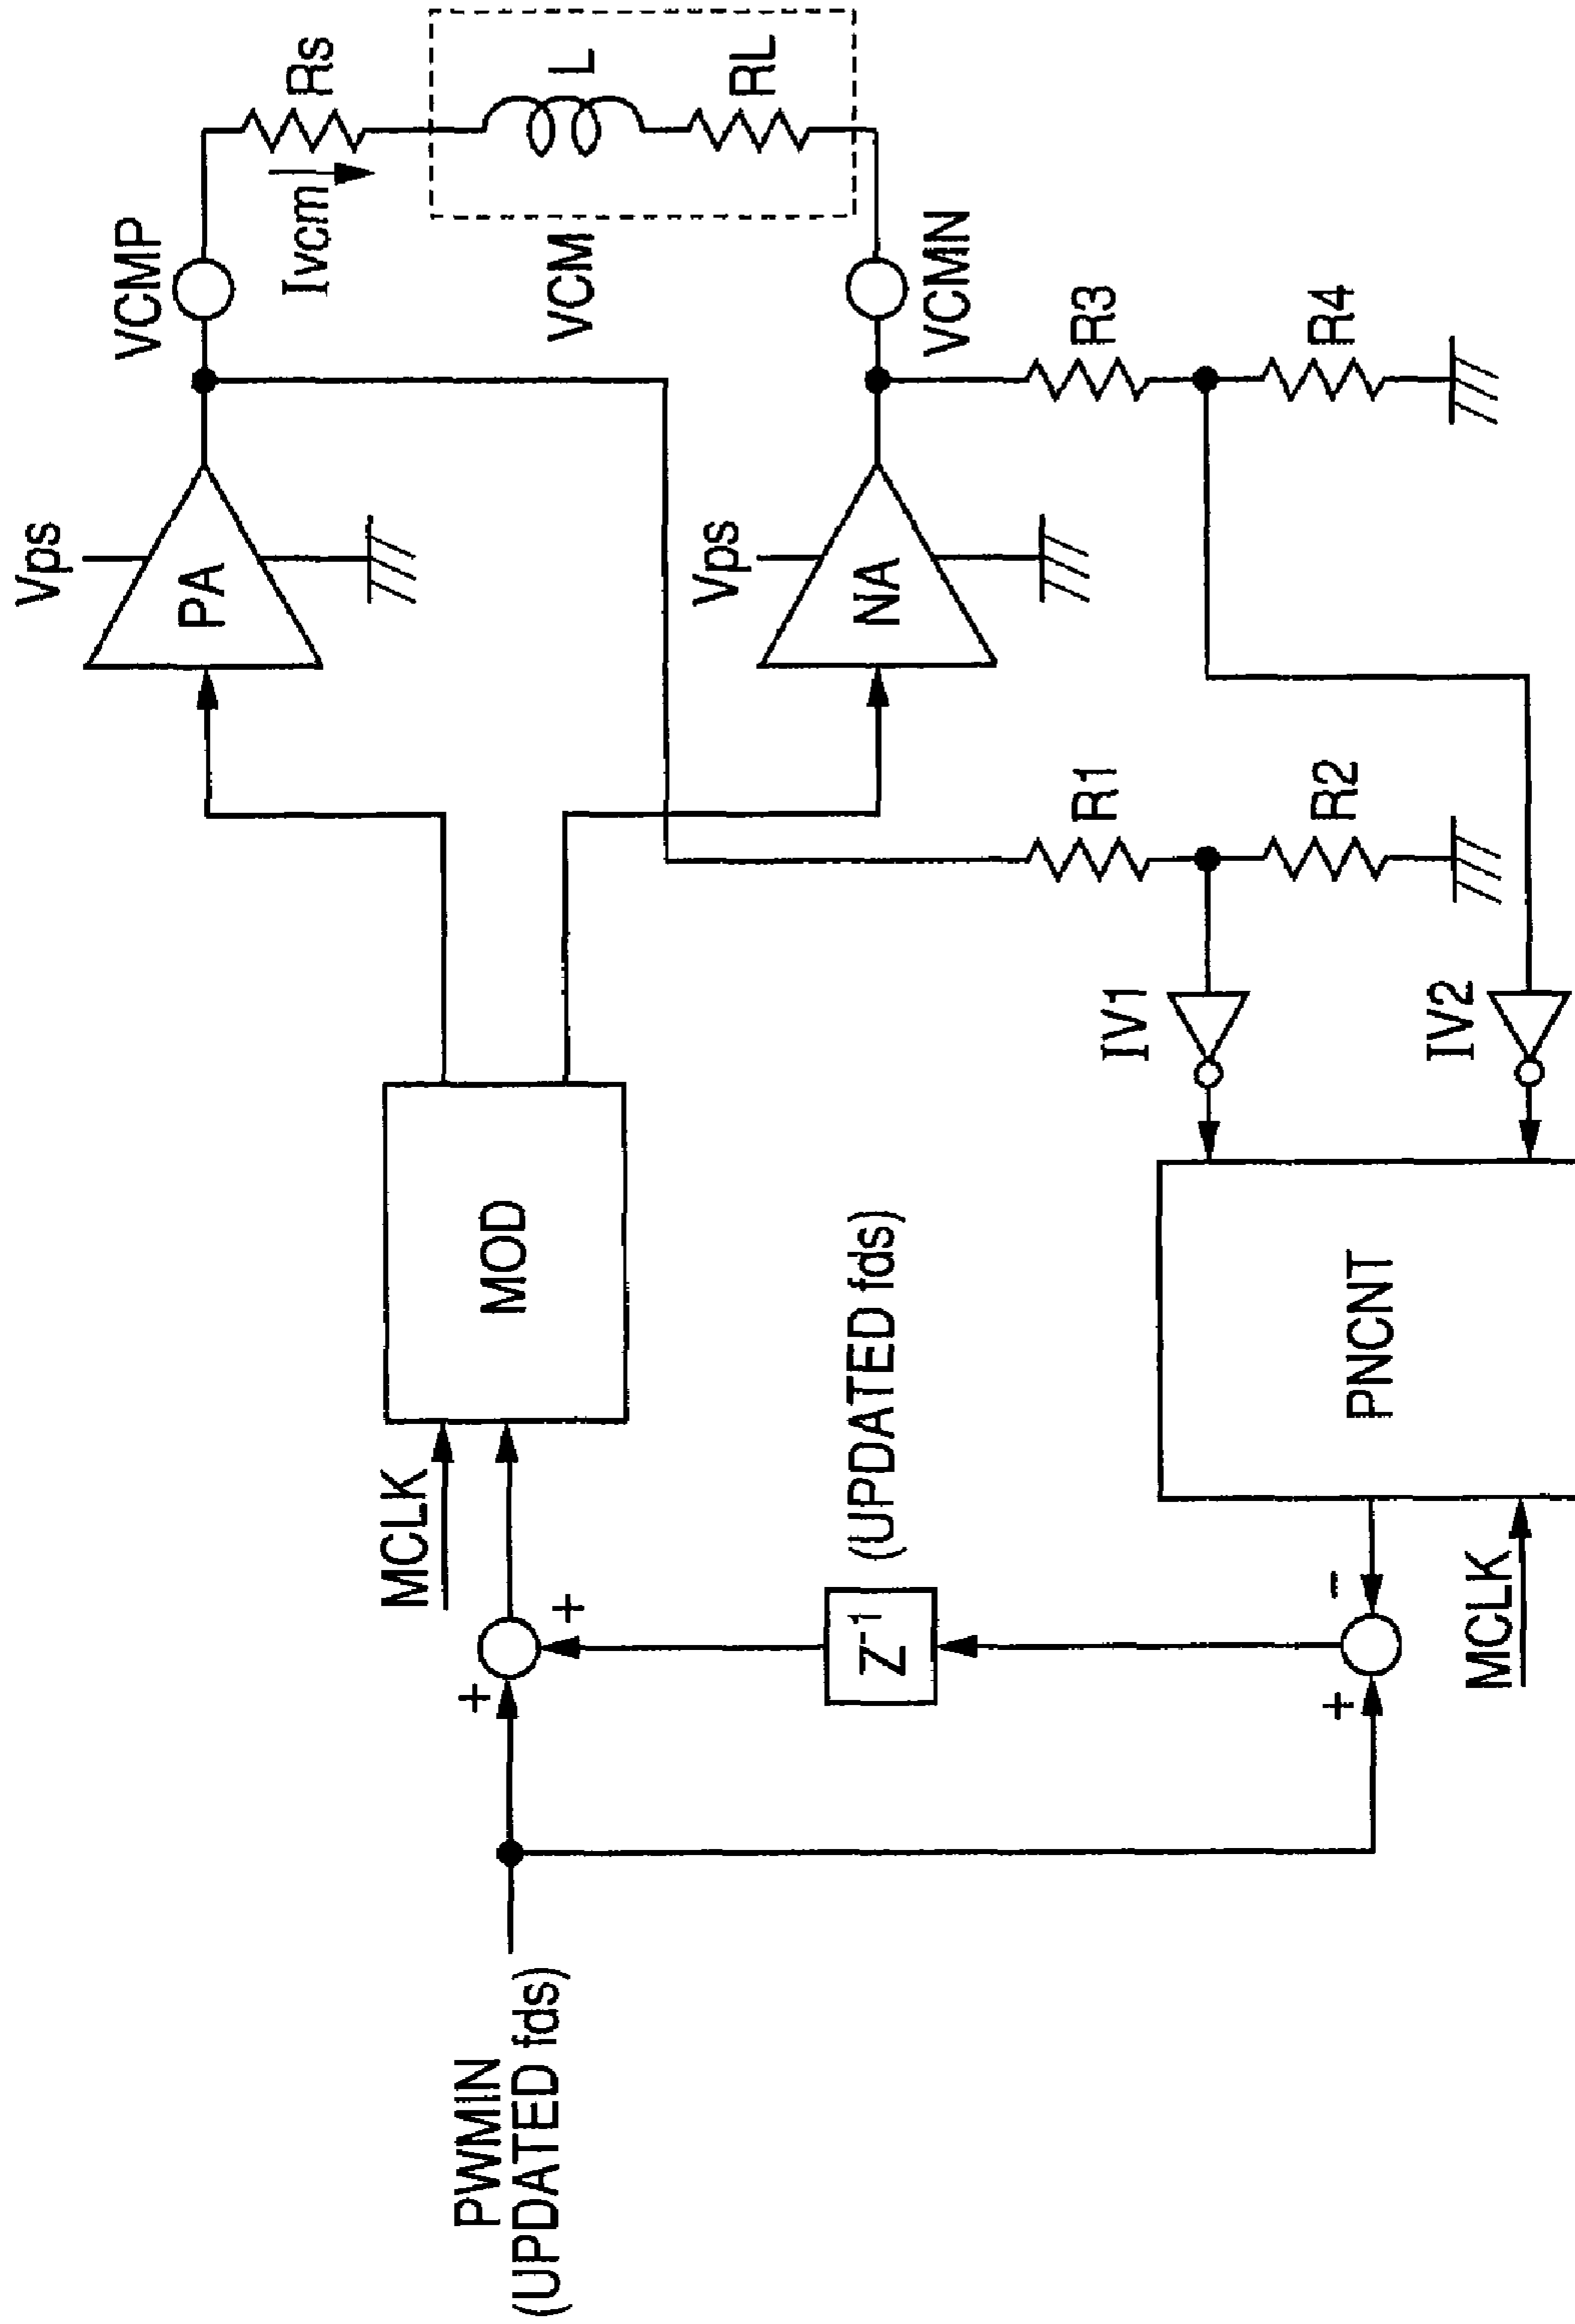 PWMIN
(UPDATED fds)
+
+
MCLK
MOD
Vps
PA
VCMP
Rs
Ivcm
L
RL
VCM
Vps
NA
VCMN
R3
R4
R1
R2
IV1
IV2
Z-1
(UPDATED fds)
+
-
MCLK
PNCNT